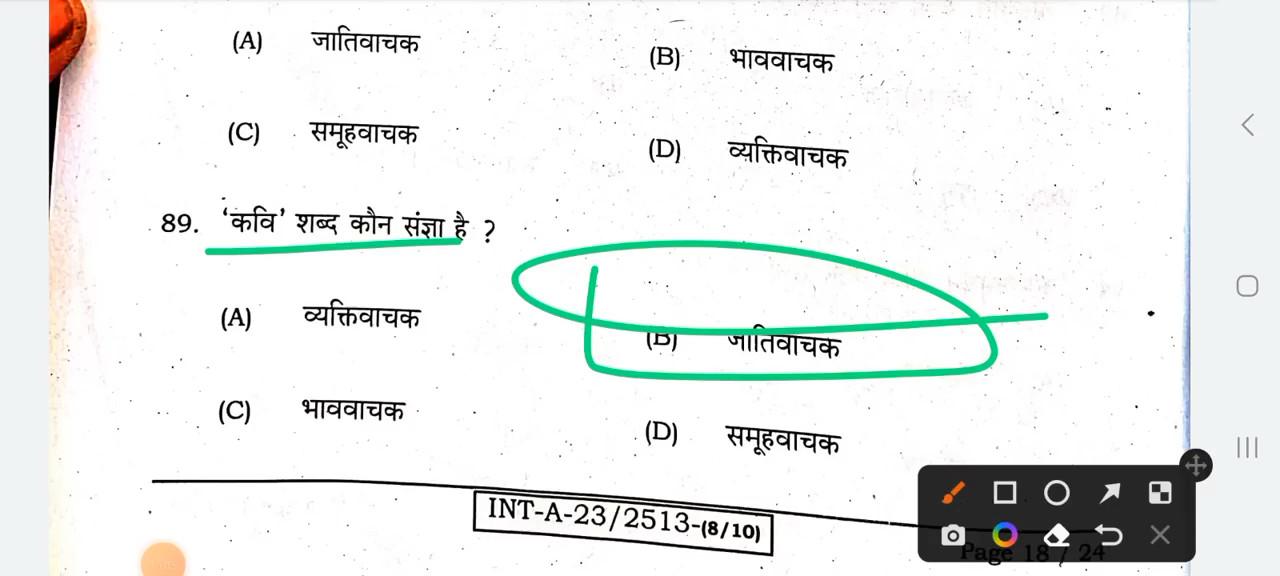 (A) जातिवाचक (B) भाववाचक
(C) समूहवाचक (D) व्यक्तिवाचक
89. ‘कवि’ शब्द कौन संज्ञा है ?
(A) व्यक्तिवाचक (B) जातिवाचक
(C) भाववाचक (D) समूहवाचक
INT-A-23/2513-(8/10)
Page 18 / 24